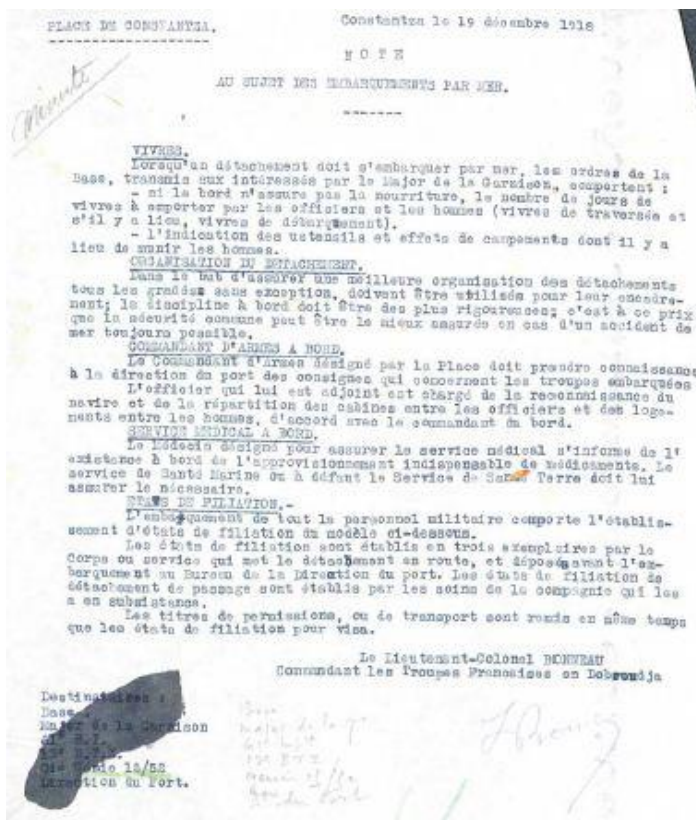 PLACE DE CONSTANTZA.
Constantza le 19 décembre 1918
NOTE
AU SUJET DES EMBARQUEMENTS PAR MER.
minute
VIVRES.
Lorsqu'un détachement doit s'embarquer par mer, les ordres de la
Base, transmis aux intéressés par le Major de la Garnison, comportent :
- si le bord n'assure pas la nourriture, le nombre de jours de
vivres à emporter par les officiers et les hommes (vivres de traversée et
s'il y a lieu, vivres de débarquement).
- l'indication des ustensils et effets de campements dont il y a
lieu de munir les hommes.
ORGANISATION DU DETACHEMENT.
Dans le but d'assurer une meilleure organisation des détachements
tous les gradés sans exception, doivent être utilisés pour leur encadre-
ment; la discipline à bord doit être des plus rigoureuses; c'est à ce prix
que la sécurité commune peut être le mieux assurée en cas d'un accident de
mer toujours possible.
COMMANDANT D'ARMES A BORD.
Le Commandant d'Armes désigné par la Place doit prendre connaissance
à la direction du port des consignes qui concernent les troupes embarquées
L'officier qui lui est adjoint est chargé de la reconnaissance du
navire et de la répartition des cabines entre les officiers et des loge-
ments entre les hommes, d'accord avec le commandant du bord.
SERVICE MEDICAL A BORD.
Le Médecin désigné pour assurer le service médical s'informe de l'
existance à bord de l'approvisionnement indispensable de médicaments. Le
service de Santé Marine ou à défaut le Service de Santé Terre doit lui
assurer le nécessaire.
ETATS DE FILIATION.-
L'embarquement de tout la personnel militaire comporte l'établis-
sement d'états de filiation du modèle ci-dessous.
Les états de filiation sont établis en trois exemplaires par le
Corps ou service qui met le détachement en route, et déposés avant l'em-
barquement au Bureau de la Direction du port. Les états de filiation de
détachement de passage sont établis par les soins de la compagnie qui les
a en subsistance.
Les titres de permissions, ou de transport sont remis en même temps
que les états de filiation pour visa.
Le Lieutenant-Colonel BONNEAU
Commandant les Troupes Francaises en Dobroudja
Destinataires :
Base
Major de la Garnison
R.I.
Direction du Port.
Base
Major de la